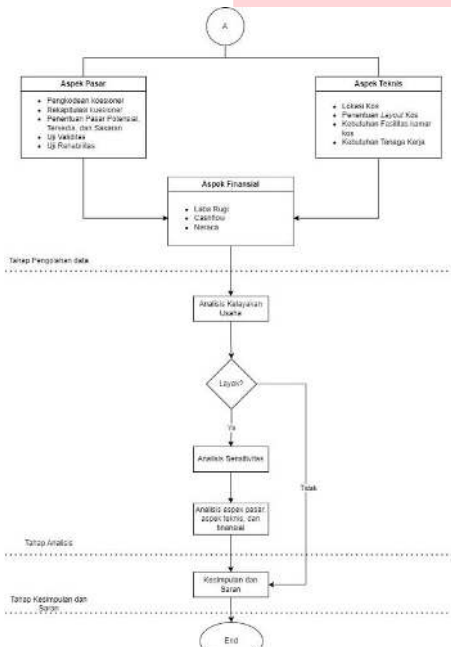 A
Aspek Pasar
Pengkodean koesioner
Rekapitulasi koesioner
Penentuan Pasar Potensial,
Tersedia, dan Sasaran
Uji Validitas
Uji
Aspek Teknis
Lokasi Kos
Penentuan Layout Kos
Kebutuhan Fasilitas kamar
kos
Kebutuhan Tenaga Kerja
Aspek Finansial
Laba Rugi
Cashflow
Neraca
Tahap Pengolahan data
Analisis Kelayakan
Usaha
Layak?
Ya
Tidak
Analisis Sensitivitas
Analisis aspek pasar,
aspek teknis, dan
finansial
Tahap Analisis
Kesimpulan dan
Saran
Tahap Kesimpulan dan
Saran
End